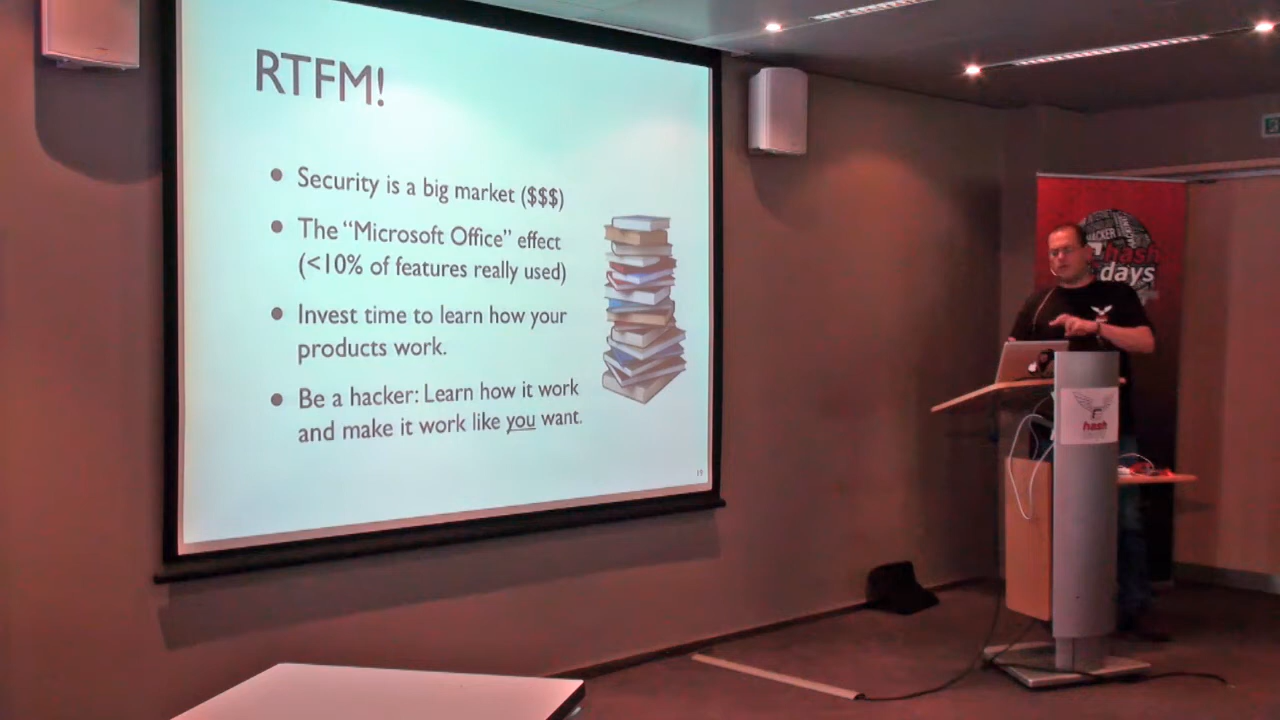 RTFM!
• Security is a big market ($$$)
• The “Microsoft Office” effect
(<10% of features really used)
• Invest time to learn how your
products work.
• Be a hacker: Learn how it work
and make it work like you want.
19
HACKER
hash
days
hash